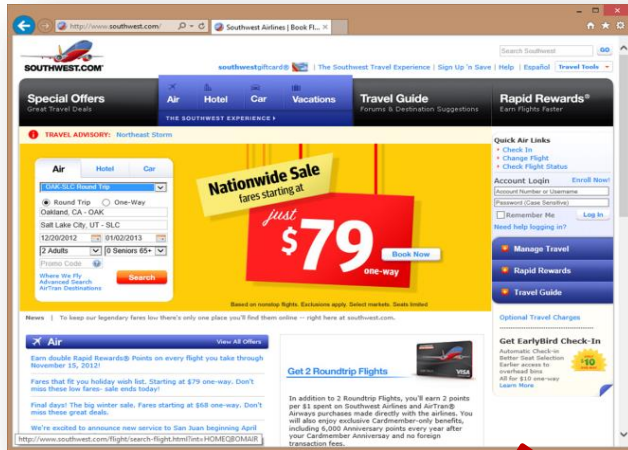 http://www.southwest.com/
Southwest Airlines | Book Fl...
SOUTHWEST.COM
Search Southwest
GO
southwestgiftcard® | The Southwest Travel Experience | Sign Up 'n Save | Help | Español
Travel Tools
Special Offers
Great Travel Deals
Air
Hotel
Car
Vacations
THE SOUTHWEST EXPERIENCE
Travel Guide
Forums & Destination Suggestions
Rapid Rewards®
Earn Flights Faster
TRAVEL ADVISORY: Northeast Storm
Air
Hotel
Car
OAK-SLC Round Trip
Round Trip
One-Way
Oakland, CA - OAK
Salt Lake City, UT - SLC
12/20/2012
01/02/2013
2 Adults
0 Seniors 65+
Promo Code
Where We Fly
Advanced Search
AirTran Destinations
Search
Nationwide Sale
fares starting at
just
$79
one-way
Book Now
Based on nonstop flights. Exclusions apply. Select markets. Seats limited
Quick Air Links
Check In
Change Flight
Check Flight Status
Account Login
Enroll Now!
Account Number or Username
Password (Case Sensitive)
Remember Me
Log In
Need help logging in?
Manage Travel
Rapid Rewards
Travel Guide
Optional Travel Charges
Get EarlyBird Check-In
Automatic Check-in
Better Seat Selection
Earlier access to
overhead bins
All for $10 one-way
Learn More
$10
News | To keep our legendary fares low there's only one place you'll find them online -- right here at southwest.com.
Air
View All Offers
Earn double Rapid Rewards® Points on every flight you take through
November 15, 2012!
Fares that fit you holiday wish list. Starting at $79 one-way. Don't
miss these low fares- sale ends today!
Final days! The big winter sale. Fares starting at $68 one-way. Don't
miss these great deals.
We're excited to announce new service to San Juan beginning April
http://www.southwest.com/flight/search-flight.html?int=HOMEQBOMAIR
Get 2 Roundtrip Flights
VISA
In addition to 2 Roundtrip Flights, you'll earn 2 points
per $1 spent on Southwest Airlines and AirTran®
Airways purchases made directly with the airlines. You
will also enjoy exclusive Cardmember-only benefits,
including 6,000 Anniversary points every year after
your Cardmember Anniversay and no foreign
transaction fees.